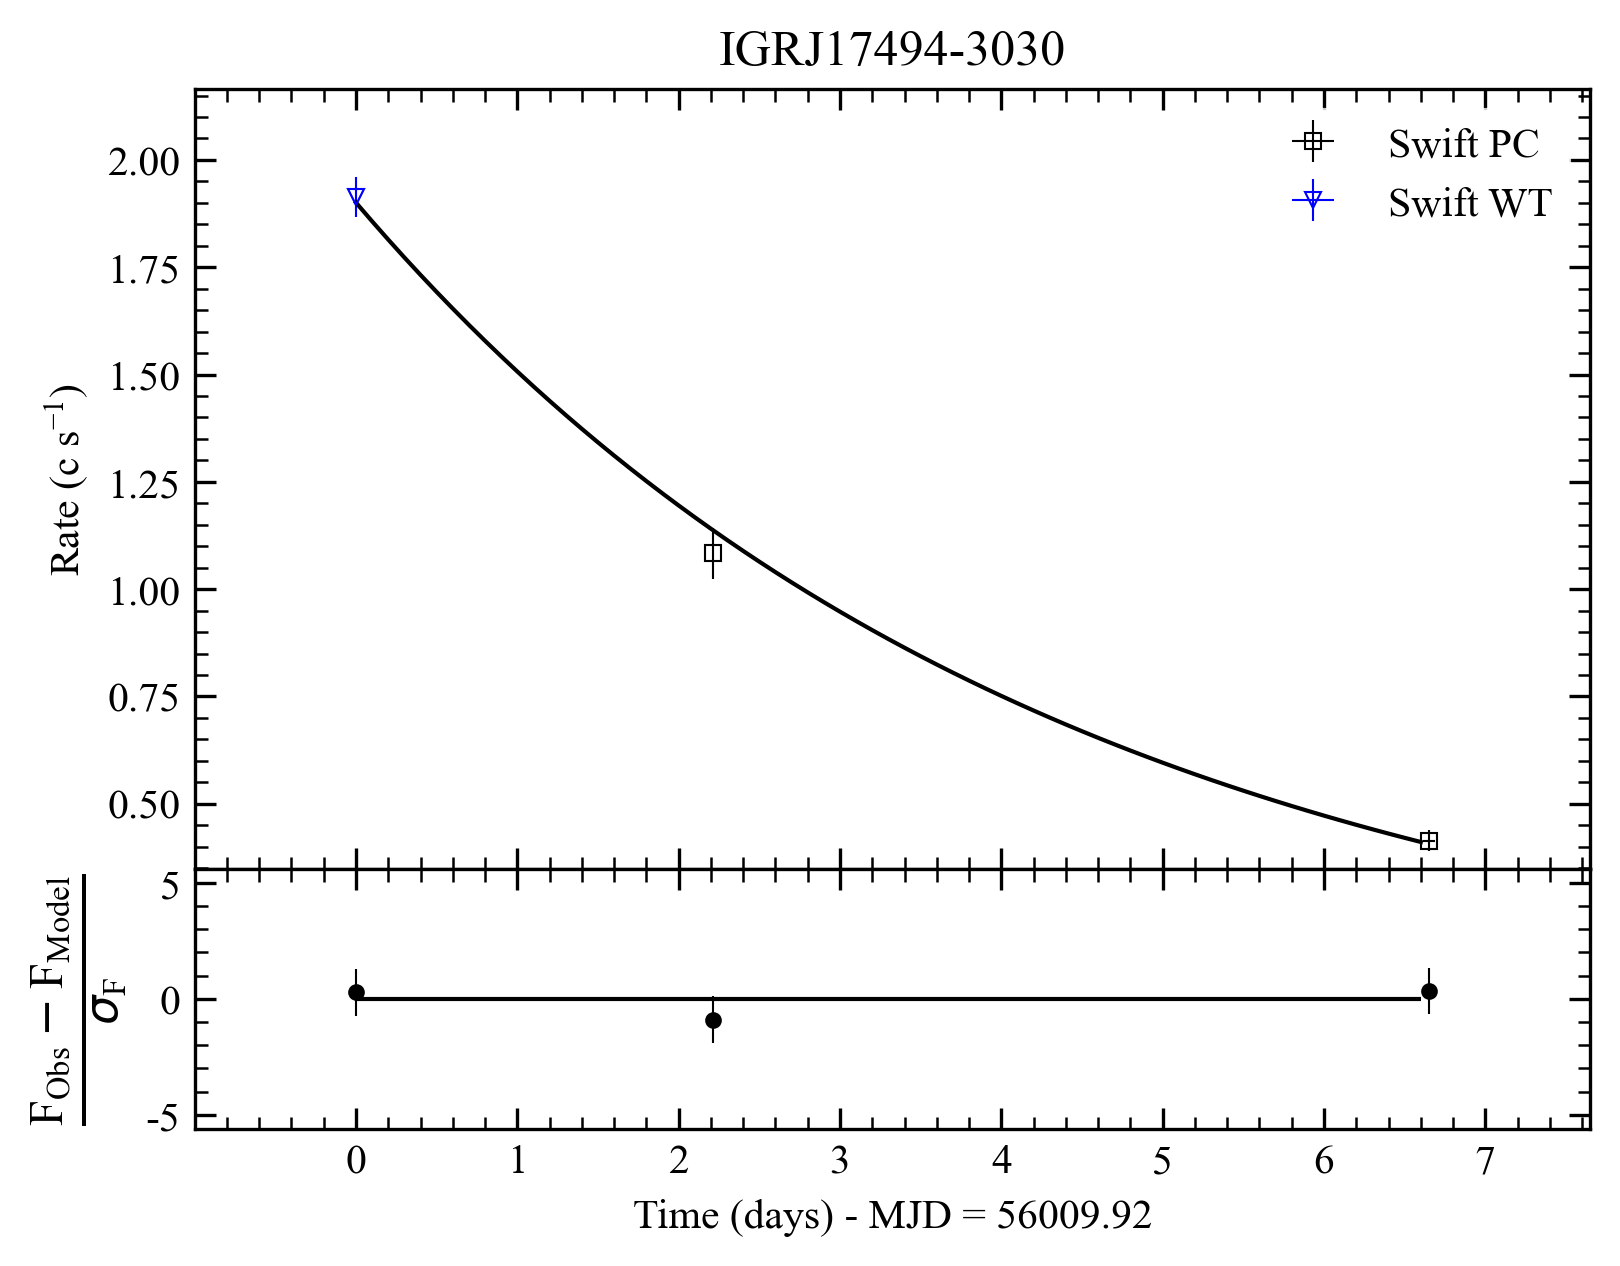 IGRJ17494-3030
Swift PC
Swift WT
Rate (c s⁻¹)
2.00
1.75
1.50
1.25
1.00
0.75
0.50
F_Obs − F_Model
σ_F
5
0
-5
0 1 2 3 4 5 6 7
Time (days) - MJD = 56009.92